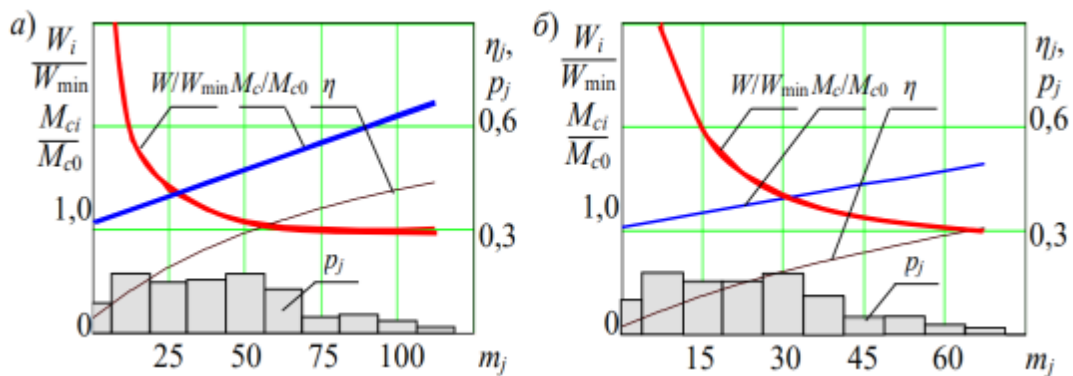 а) W_i / W_min
M_ci / M_c0
1,0
0
W/W_min M_c/M_c0 η
η_j,
p_j
0,6
0,3
p_j
25 50 75 100 m_j
б) W_i / W_min
M_ci / M_c0
1,0
0
W/W_min M_c/M_c0 η
η_j,
p_j
0,6
0,3
p_j
15 30 45 60 m_j